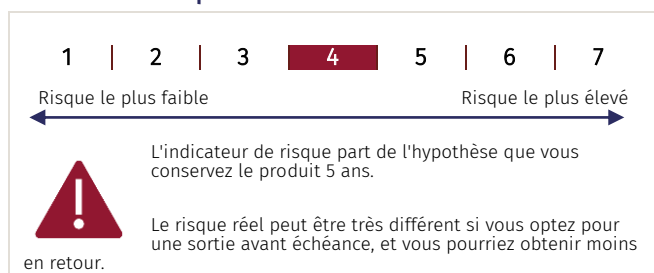 1 | 2 | 3 | 4 | 5 | 6 | 7
Risque le plus faible Risque le plus élevé
L'indicateur de risque part de l'hypothèse que vous
conservez le produit 5 ans.
Le risque réel peut être très différent si vous optez pour
une sortie avant échéance, et vous pourriez obtenir moins
en retour.